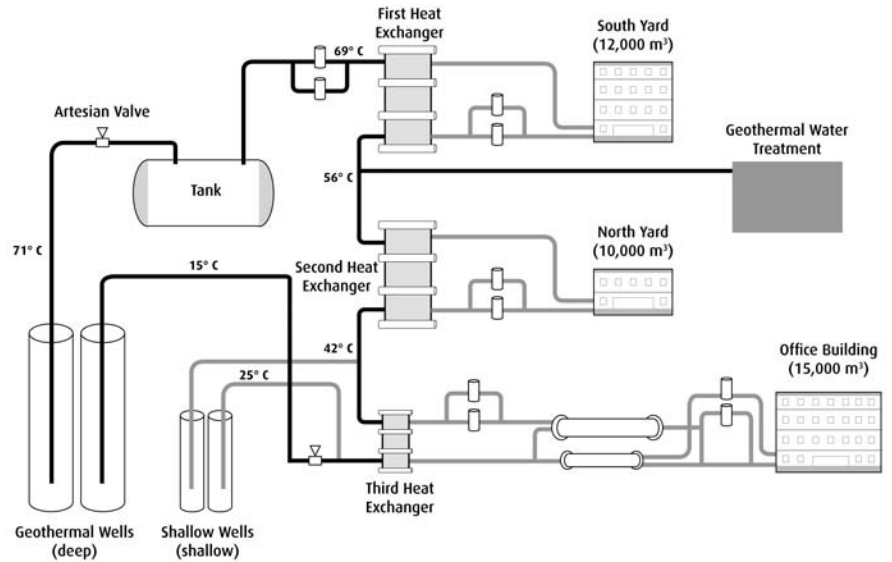 First Heat
Exchanger
South Yard
(12,000 m³)
69° C
Artesian Valve
Geothermal Water
Treatment
Tank
56° C
71° C
15° C
North Yard
(10,000 m³)
Second Heat
Exchanger
42° C
25° C
Office Building
(15,000 m³)
Third Heat
Exchanger
Geothermal Wells
(deep)
Shallow Wells
(shallow)